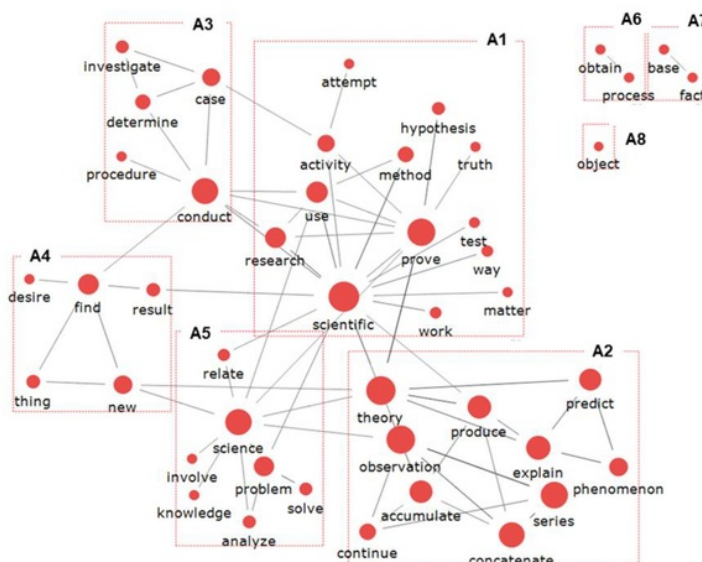 A3
investigate
case
determine
procedure
conduct
A1
attempt
hypothesis
activity
method
truth
use
research
prove
test
way
scientific
matter
work
A6
obtain
process
A7
base
fact
A8
object
A4
desire
find
result
thing
new
A5
relate
science
involve
problem
knowledge
solve
analyze
A2
theory
predict
produce
observation
explain
phenomenon
accumulate
series
continue
concatenate